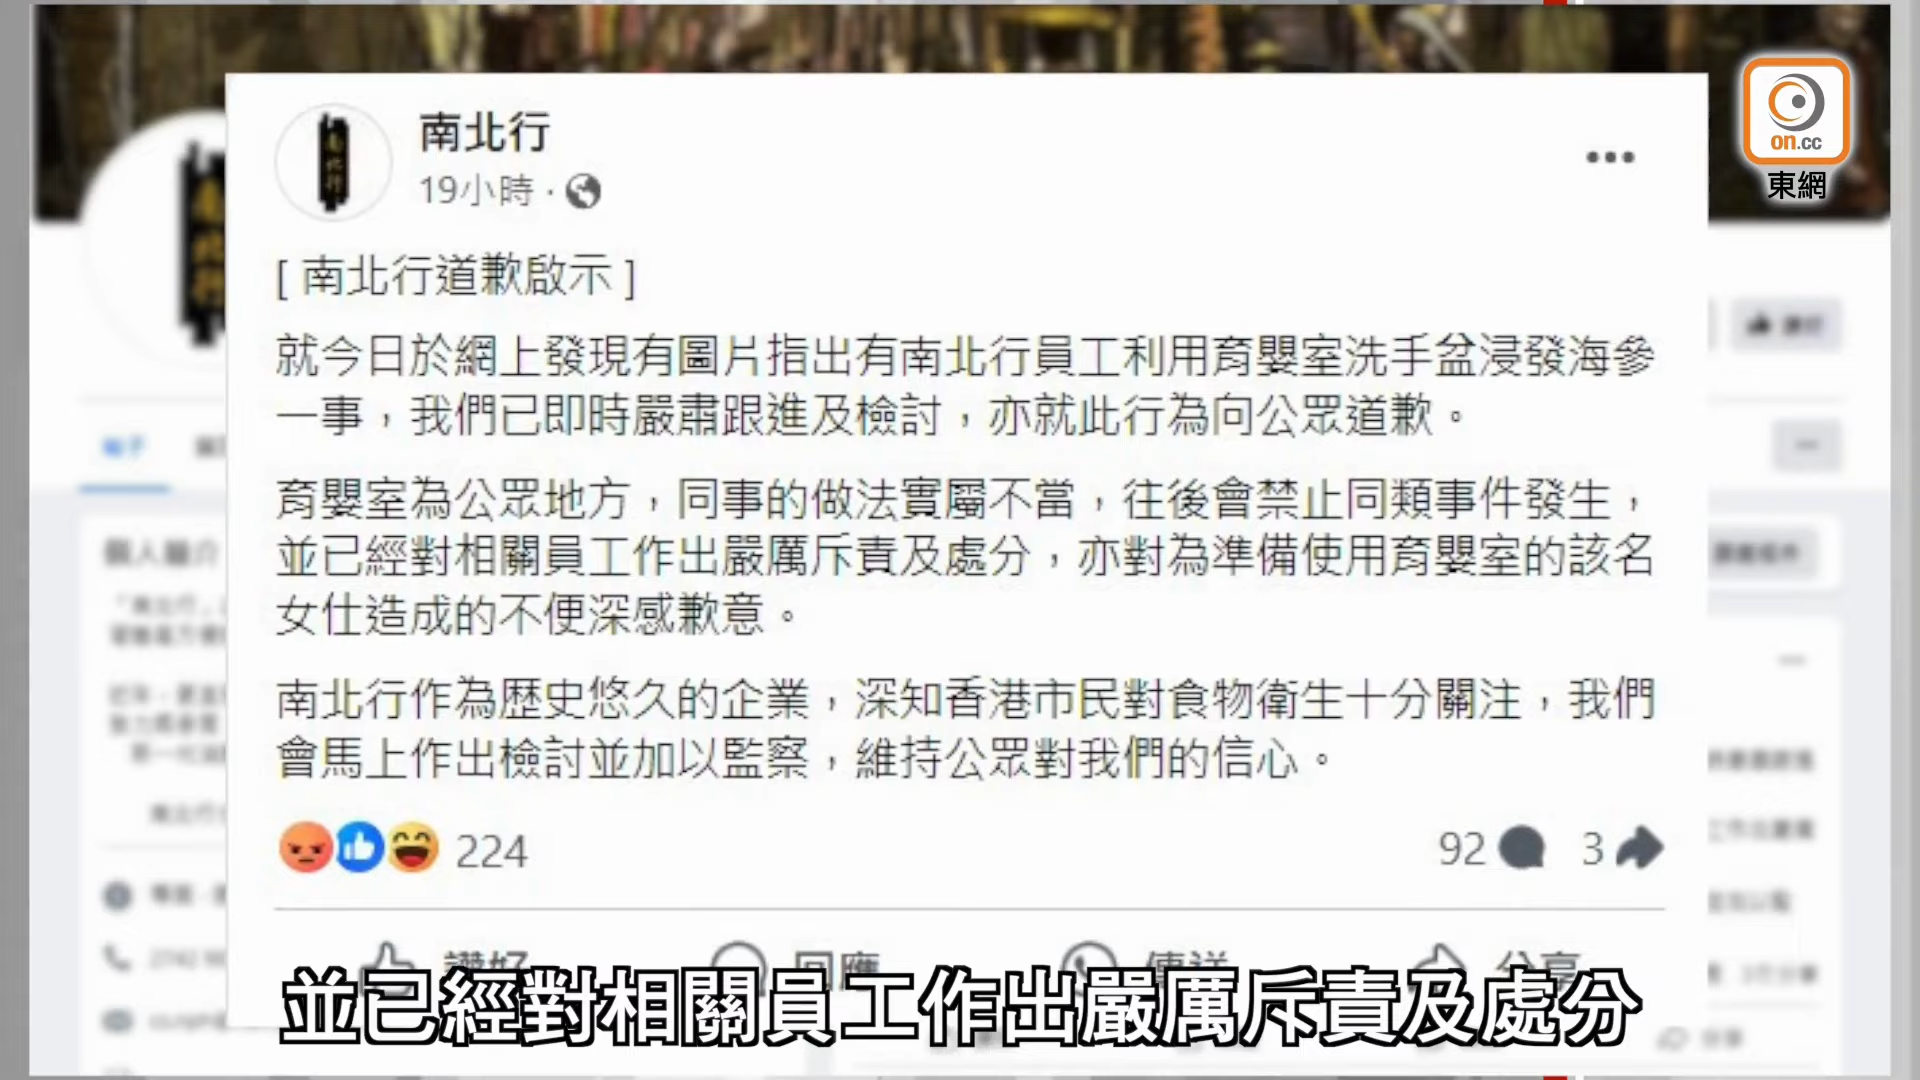 南北行
19小時
[ 南北行道歉啟示 ]
就今日於網上發現有圖片指出有南北行員工利用育嬰室洗手盆浸發海參
一事，我們已即時嚴肅跟進及檢討，亦就此行為向公眾道歉。
育嬰室為公眾地方，同事的做法實屬不當，往後會禁止同類事件發生，
並已經對相關員工作出嚴厲斥責及處分，亦對為準備使用育嬰室的該名
女仕造成的不便深感歉意。
南北行作為歷史悠久的企業，深知香港市民對食物衛生十分關注，我們
會馬上作出檢討並加以監察，維持公眾對我們的信心。
224
92 3
讚好 回應 傳送 分享
並已經對相關員工作出嚴厲斥責及處分
on.cc
東網